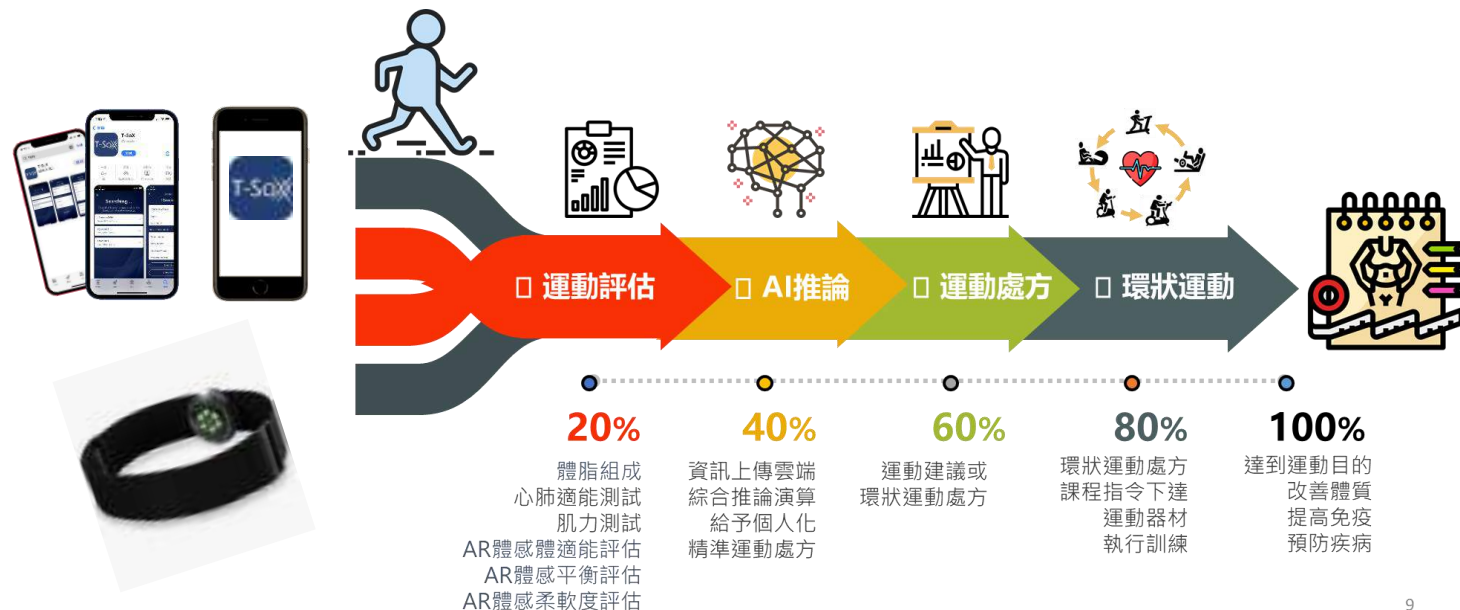 T-SaX
T-SaX
Searching...
T-SaX
運動評估
AI推論
運動處方
環狀運動
20%
體脂組成
心肺適能測試
肌力測試
AR體感體適能評估
AR體感平衡評估
AR體感柔軟度評估
40%
資訊上傳雲端
綜合推論演算
給予個人化
精準運動處方
60%
運動建議或
環狀運動處方
80%
環狀運動處方
課程指令下達
運動器材
執行訓練
100%
達到運動目的
改善體質
提高免疫
預防疾病
9